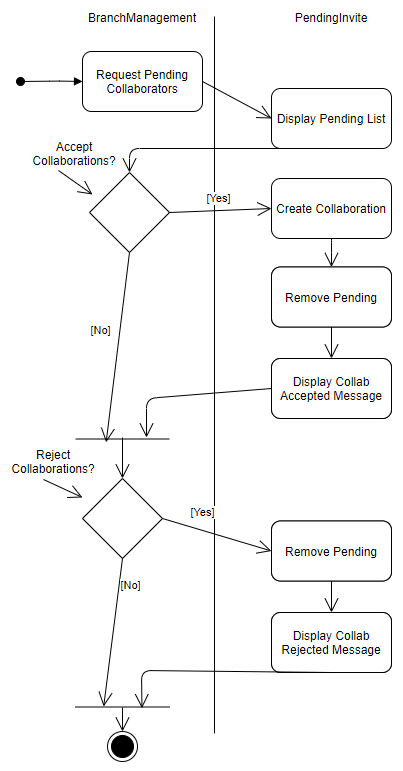 BranchManagement
PendingInvite
Request Pending
Collaborators
Display Pending List
Accept
Collaborations?
[Yes]
Create Collaboration
Remove Pending
[No]
Display Collab
Accepted Message
Reject
Collaborations?
[Yes]
Remove Pending
[No]
Display Collab
Rejected Message